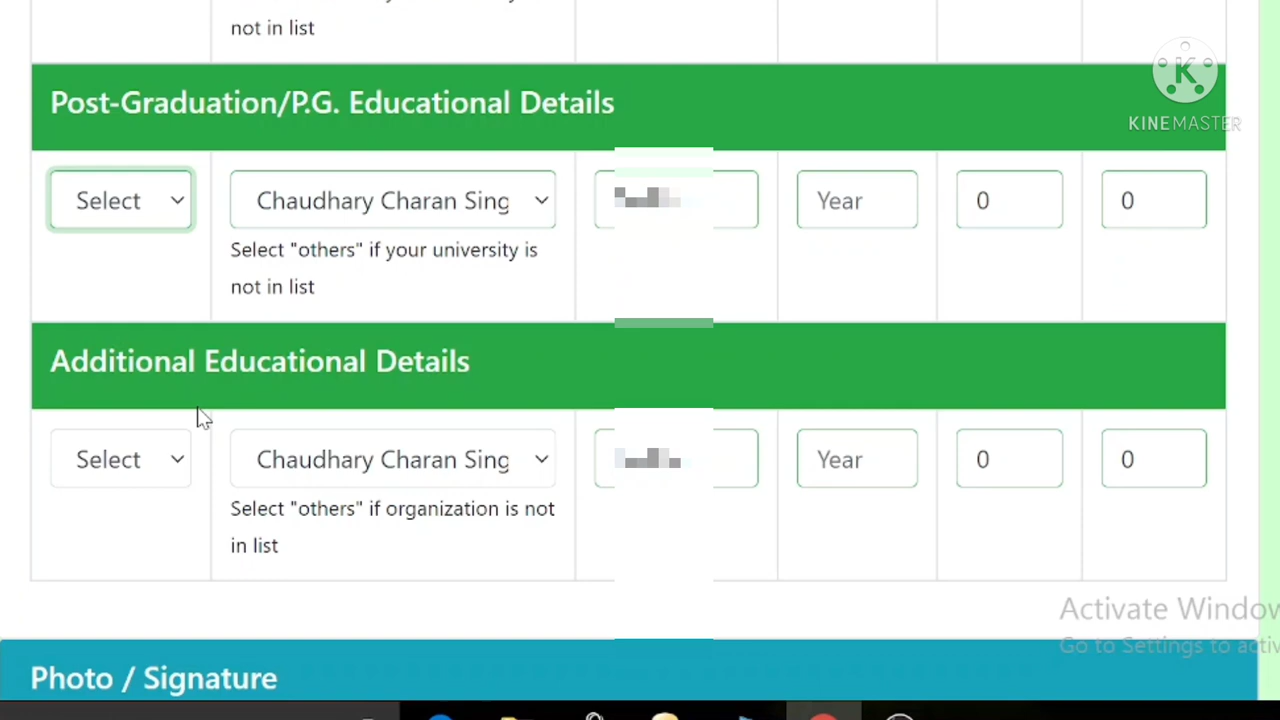 not in list
Post-Graduation/P.G. Educational Details
K
KINEMASTER
Select
Chaudhary Charan Sing
Year
0
0
Select "others" if your university is
not in list
Additional Educational Details
Select
Chaudhary Charan Sing
Year
0
0
Select "others" if organization is not
in list
Activate Window
Go to Settings to activ
Photo / Signature